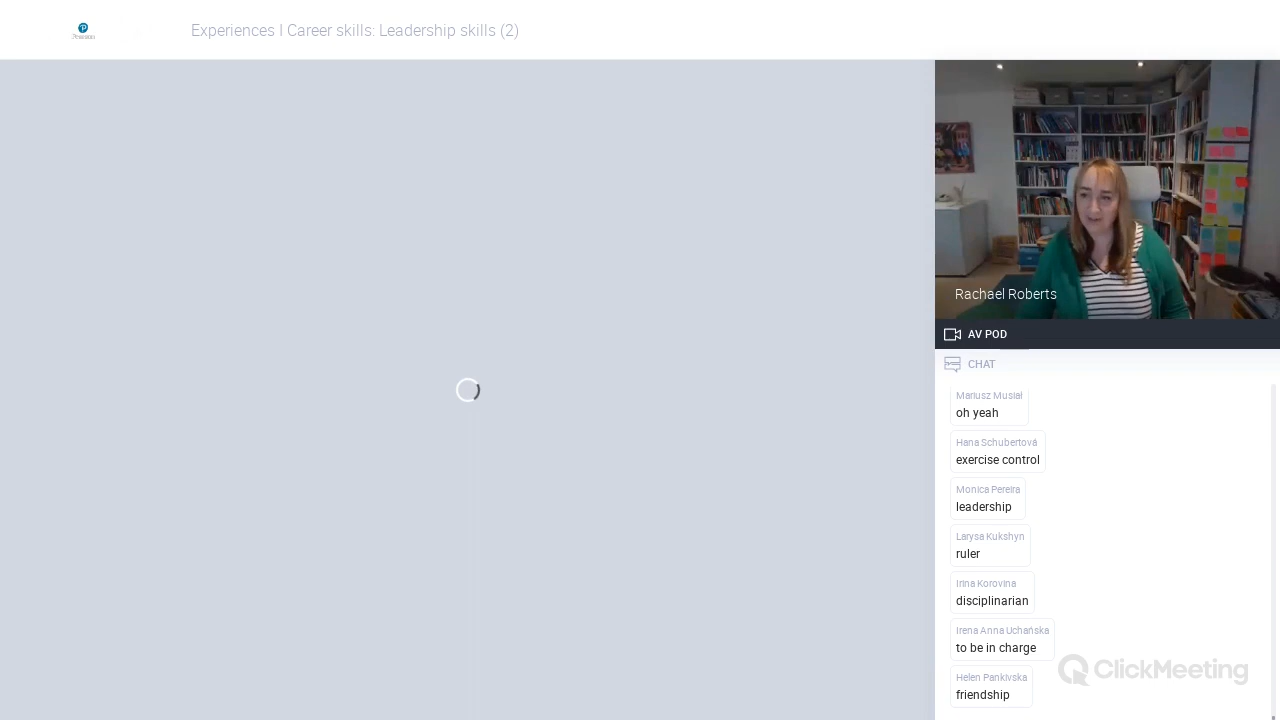 Pearson
Experiences I Career skills: Leadership skills (2)
Rachael Roberts
AV POD
CHAT
Mariusz Musiał
oh yeah
Hana Schubertová
exercise control
Monica Pereira
leadership
Larysa Kukshyn
ruler
Irina Korovina
disciplinarian
Irena Anna Uchańska
to be in charge
Helen Pankivska
friendship
ClickMeeting